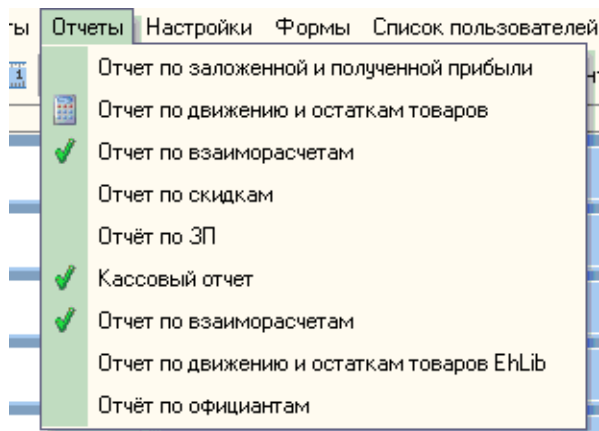 ты Отчеты Настройки Формы Список пользователей
1
Отчет по заложенной и полученной прибыли
Отчет по движению и остаткам товаров
Отчет по взаиморасчетам
Отчет по скидкам
Отчёт по ЗП
Кассовый отчет
Отчет по взаиморасчетам
Отчет по движению и остаткам товаров EhLib
Отчёт по официантам